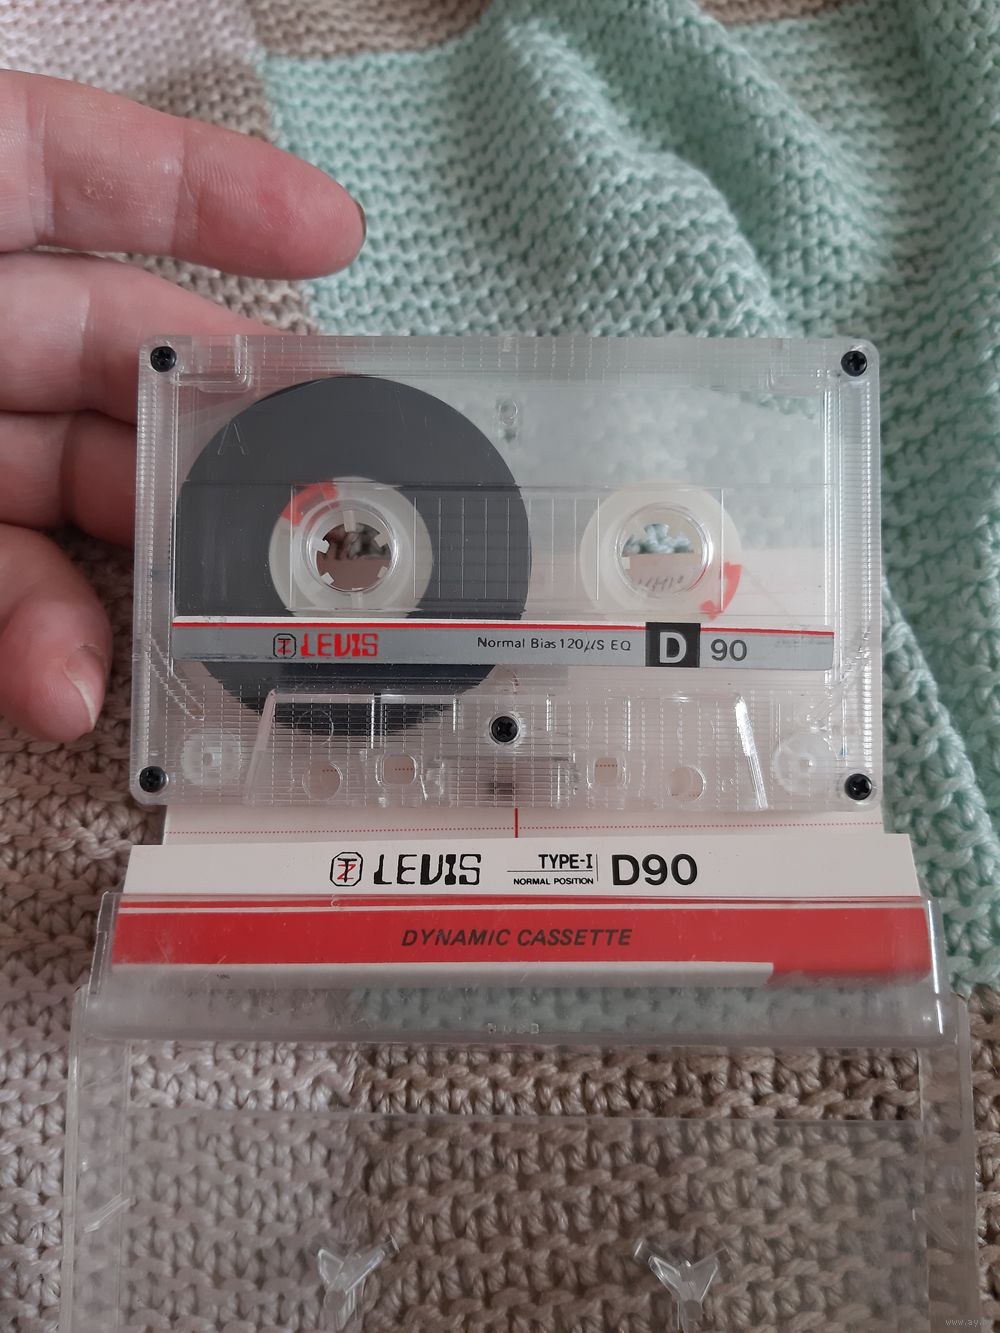 A
LEVIS
Normal Bias 120µS EQ
D 90
LEVIS
TYPE-I
NORMAL POSITION
D90
DYNAMIC CASSETTE